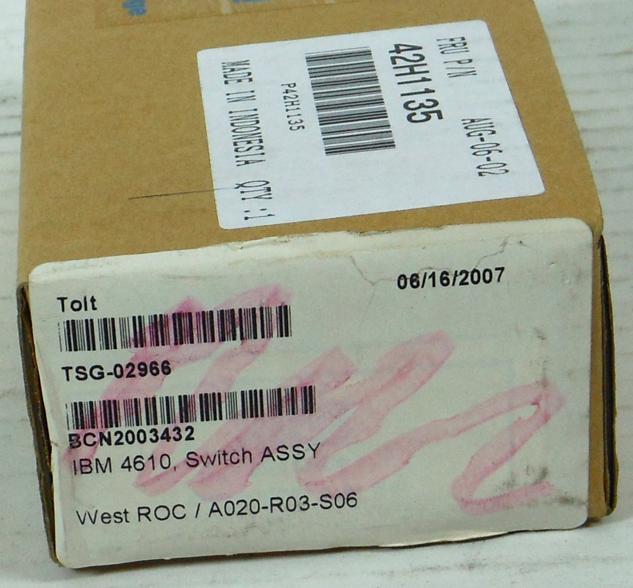 FRU P/N AUG-06-02
42H1135
P42H1135
MADE IN INDONESIA QTY :1
Tolt 06/16/2007
TSG-02966
BCN2003432
IBM 4610, Switch ASSY
West ROC / A020-R03-S06